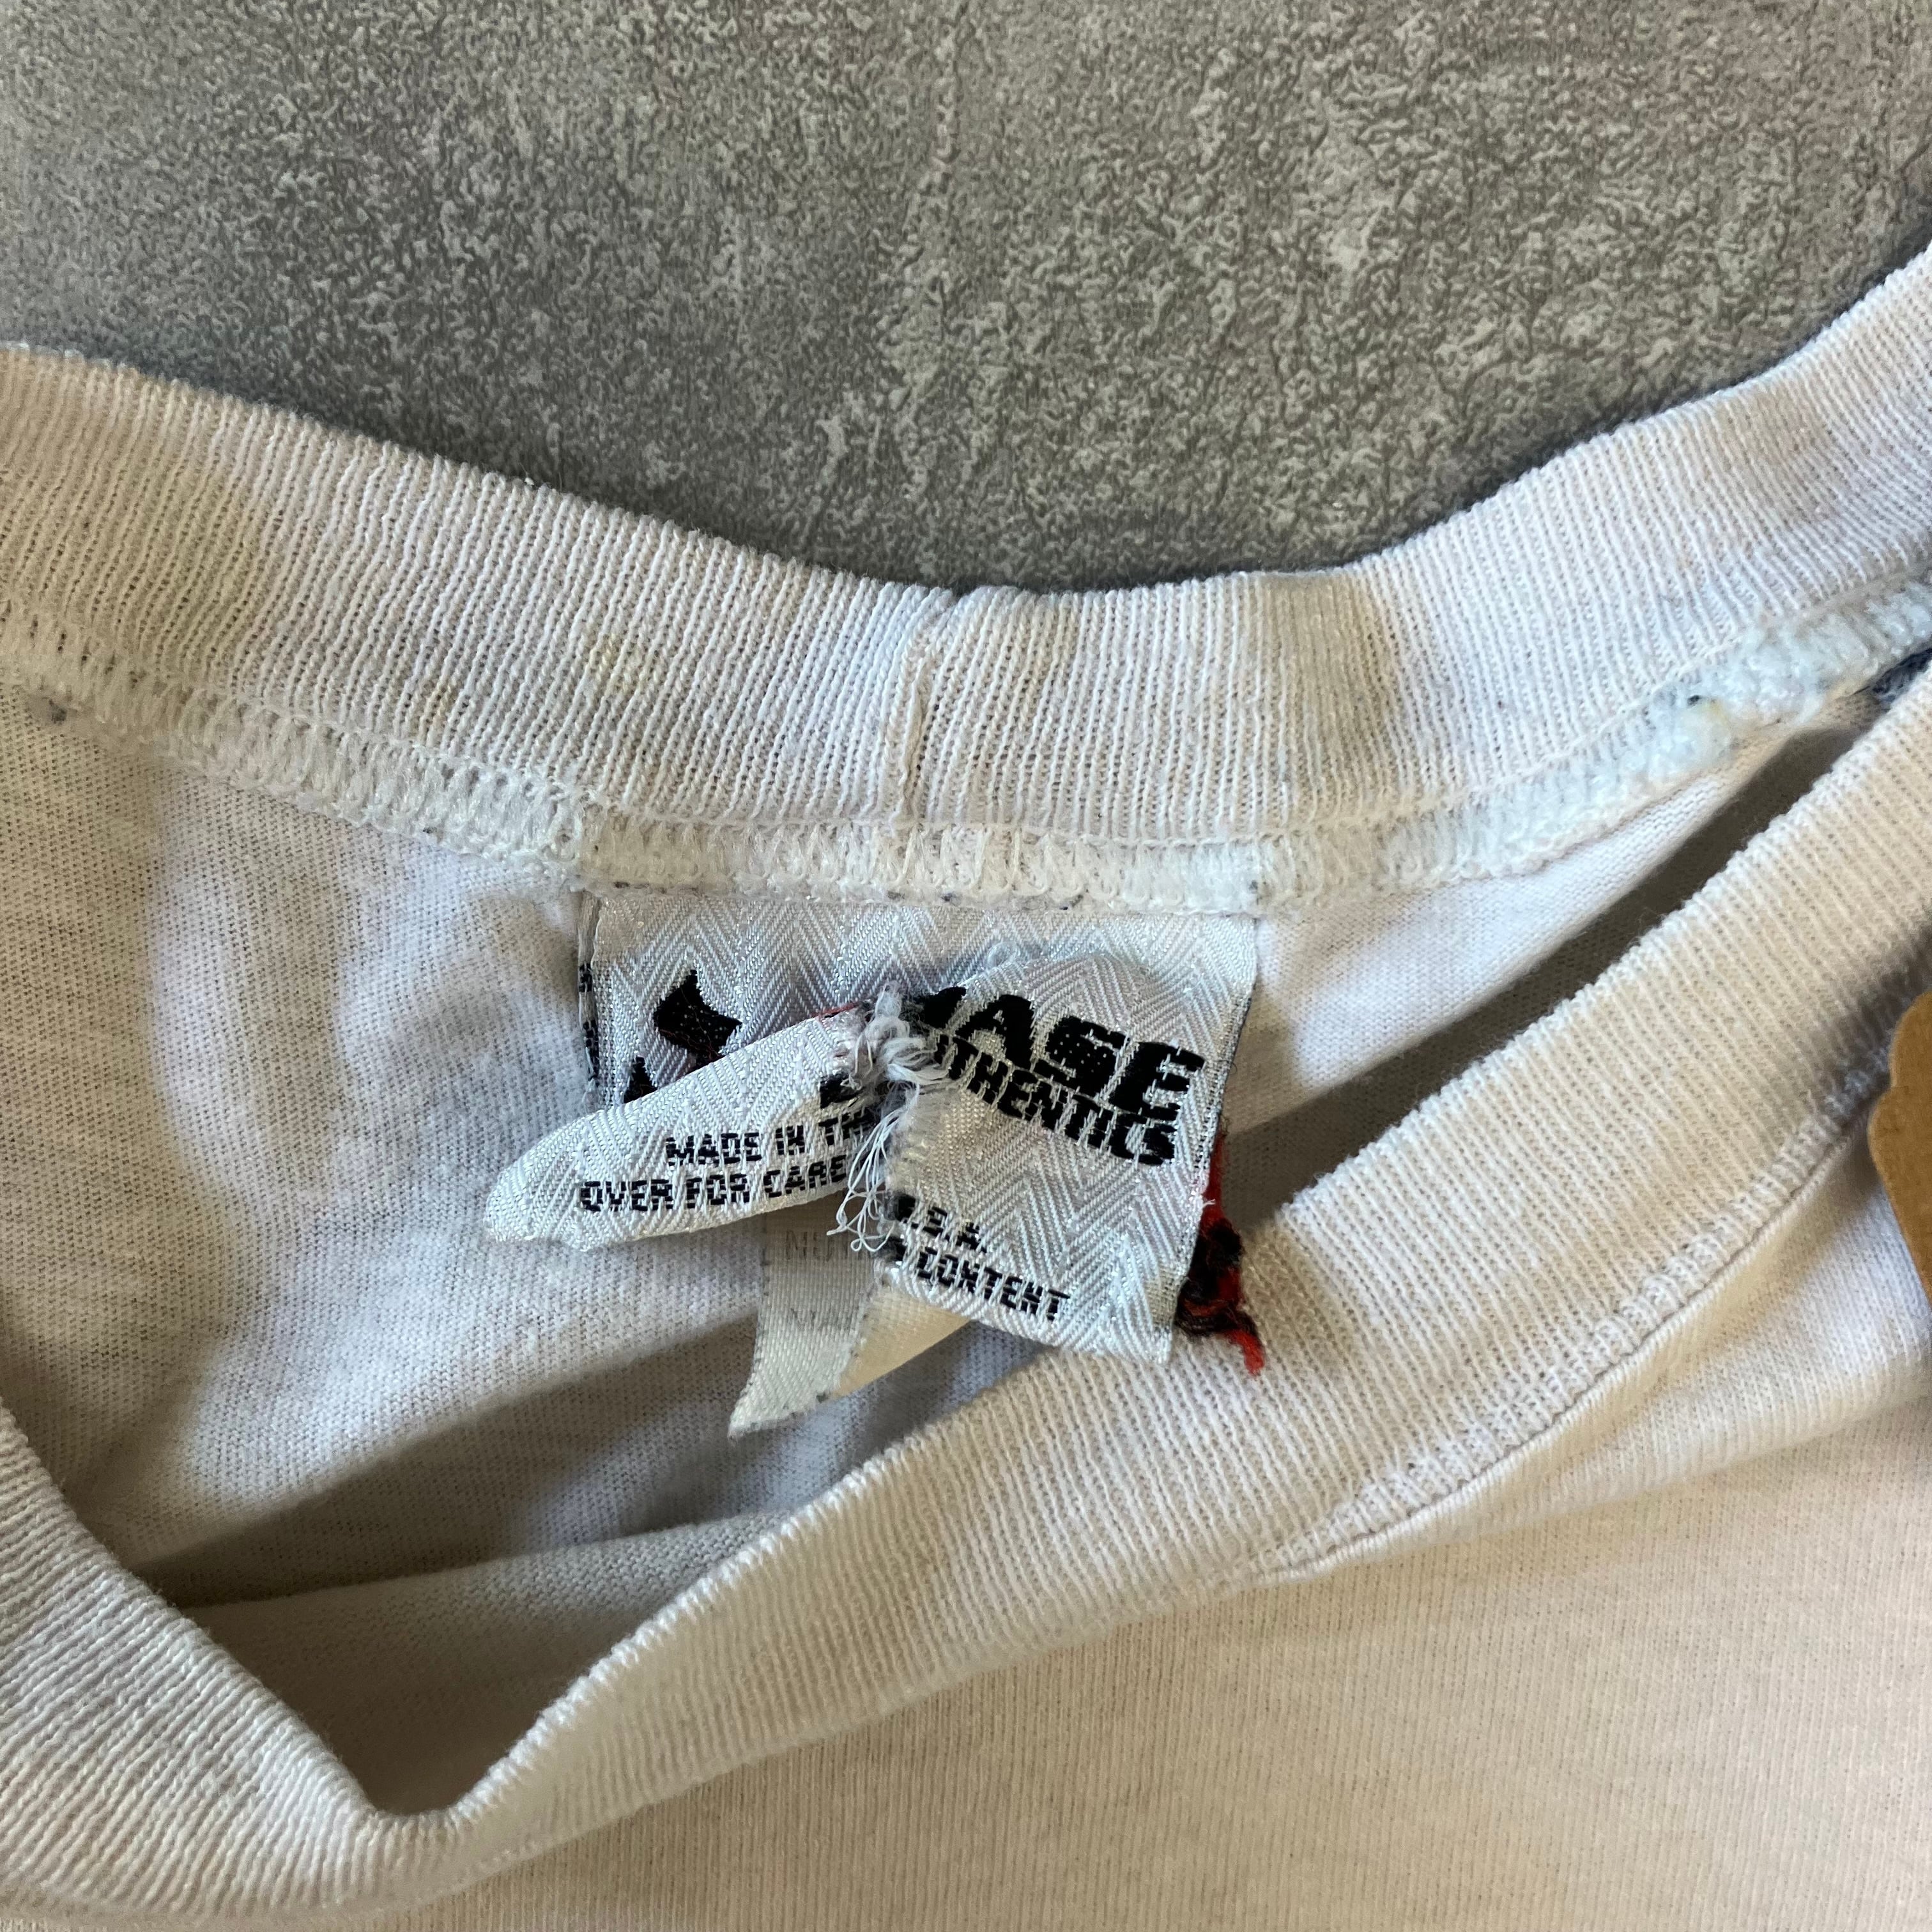 ASE
THENTICS
MADE IN TH
.S.A.
OVER FOR CARE
CONTENT